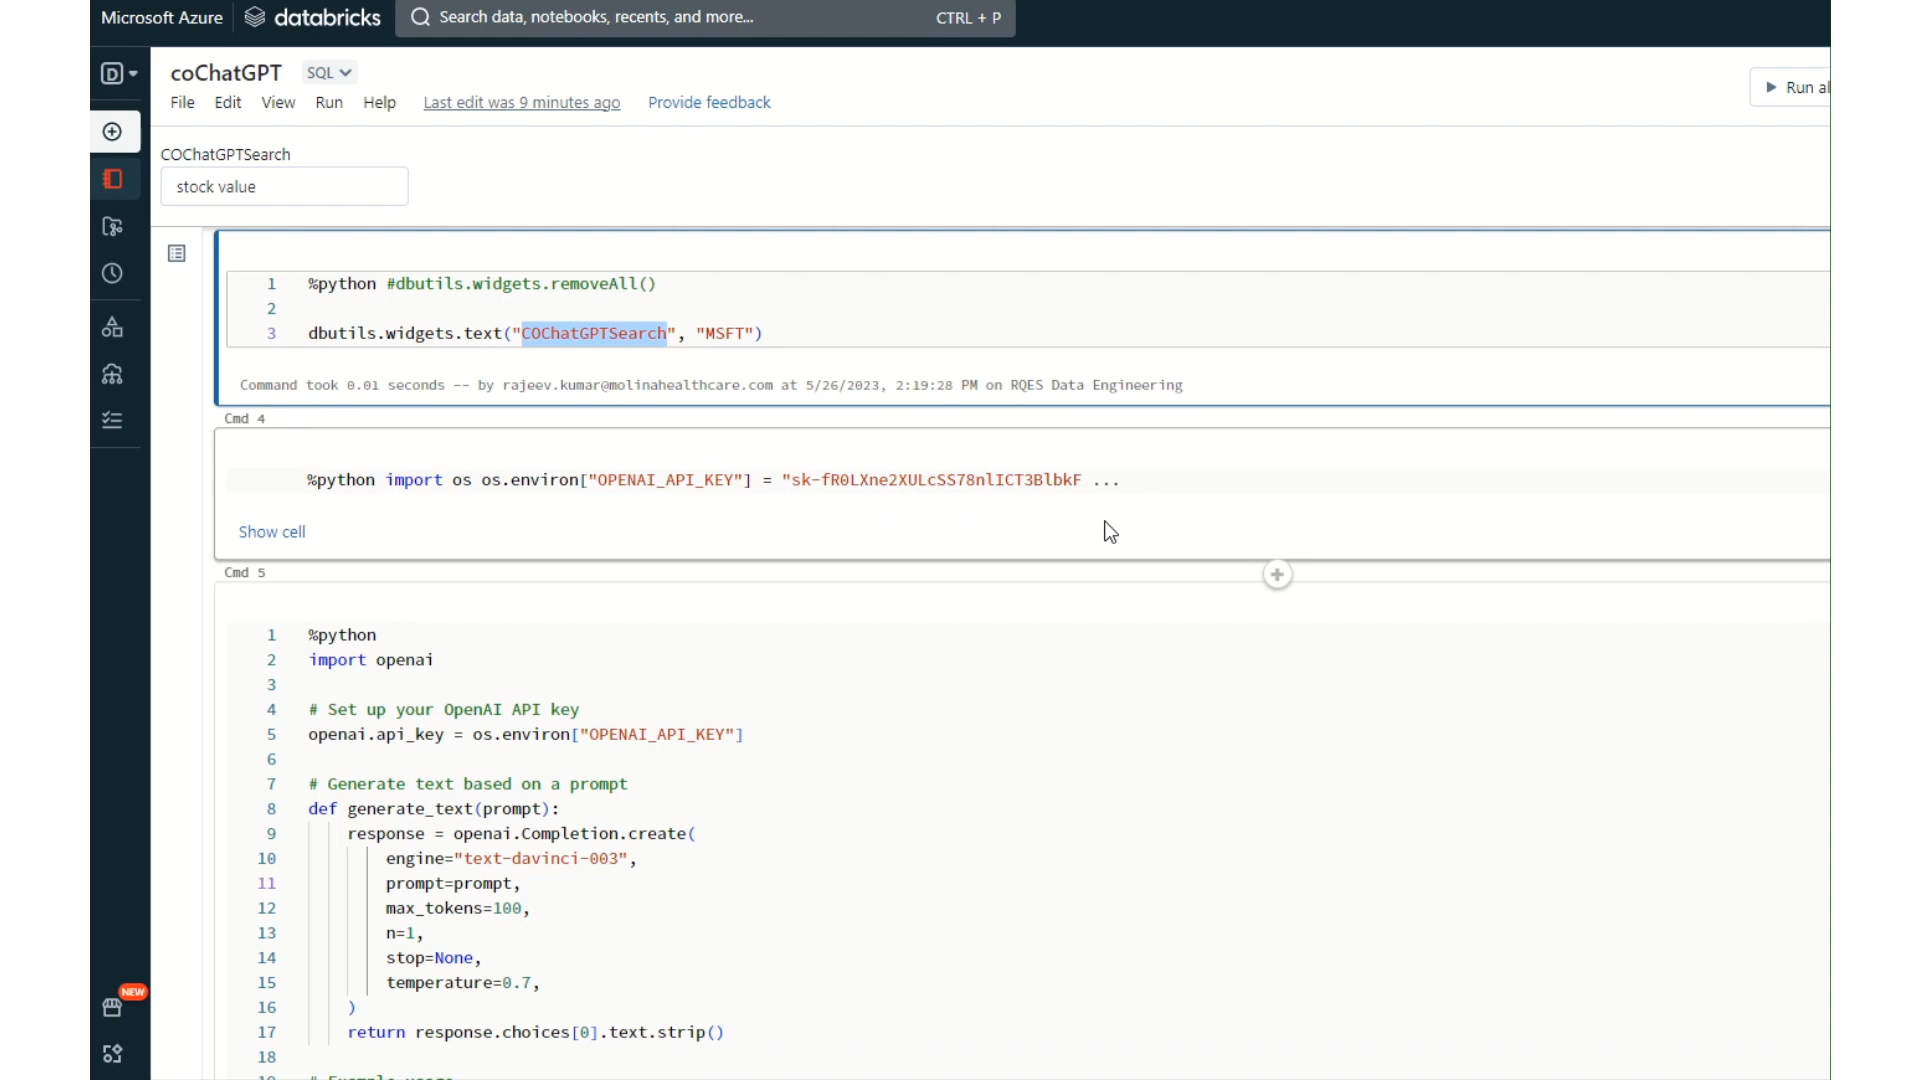 Microsoft Azure databricks Search data, notebooks, recents, and more... CTRL + P
coChatGPT SQL
Run al
File Edit View Run Help Last edit was 9 minutes ago Provide feedback
COChatGPTSearch
stock value
1 %python #dbutils.widgets.removeAll()
2
3 dbutils.widgets.text("COChatGPTSearch", "MSFT")
Command took 0.01 seconds -- by rajeev.kumar@molinahealthcare.com at 5/26/2023, 2:19:28 PM on RQES Data Engineering
Cmd 4
%python import os os.environ["OPENAI_API_KEY"] = "sk-fR0LXne2XULcSS78nlICT3BlbkF ...
Show cell
Cmd 5
1 %python
2 import openai
3
4 # Set up your OpenAI API key
5 openai.api_key = os.environ["OPENAI_API_KEY"]
6
7 # Generate text based on a prompt
8 def generate_text(prompt):
9 response = openai.Completion.create(
10 engine="text-davinci-003",
11 prompt=prompt,
12 max_tokens=100,
13 n=1,
14 stop=None,
15 temperature=0.7,
16 )
17 return response.choices[0].text.strip()
NEW
18